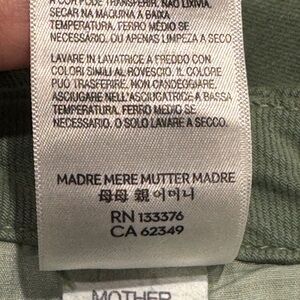 A COR PODE TRANSFERIR. NÃO LIXIVIA.
SECAR NA MÁQUINA A BAIXA
TEMPERATURA. FERRO MÉDIO SE
NECESSÁRIO. OU APENAS LIMPEZA A SECO
LAVARE IN LAVATRICE A FREDDO CON
COLORI SIMILI AL ROVESCIO. IL COLORE
PUÒ TRASFERIRE. NON CANDEGGIARE.
ASCIUGARE NELL'ASCIUGATRICE A BASSA
TEMPERATURA. FERRO MEDIO SE
NECESSARIO. O SOLO LAVARE A SECCO.
MADRE MERE MUTTER MADRE
母母 親 어머니
RN 133376
CA 62349
MOTHER